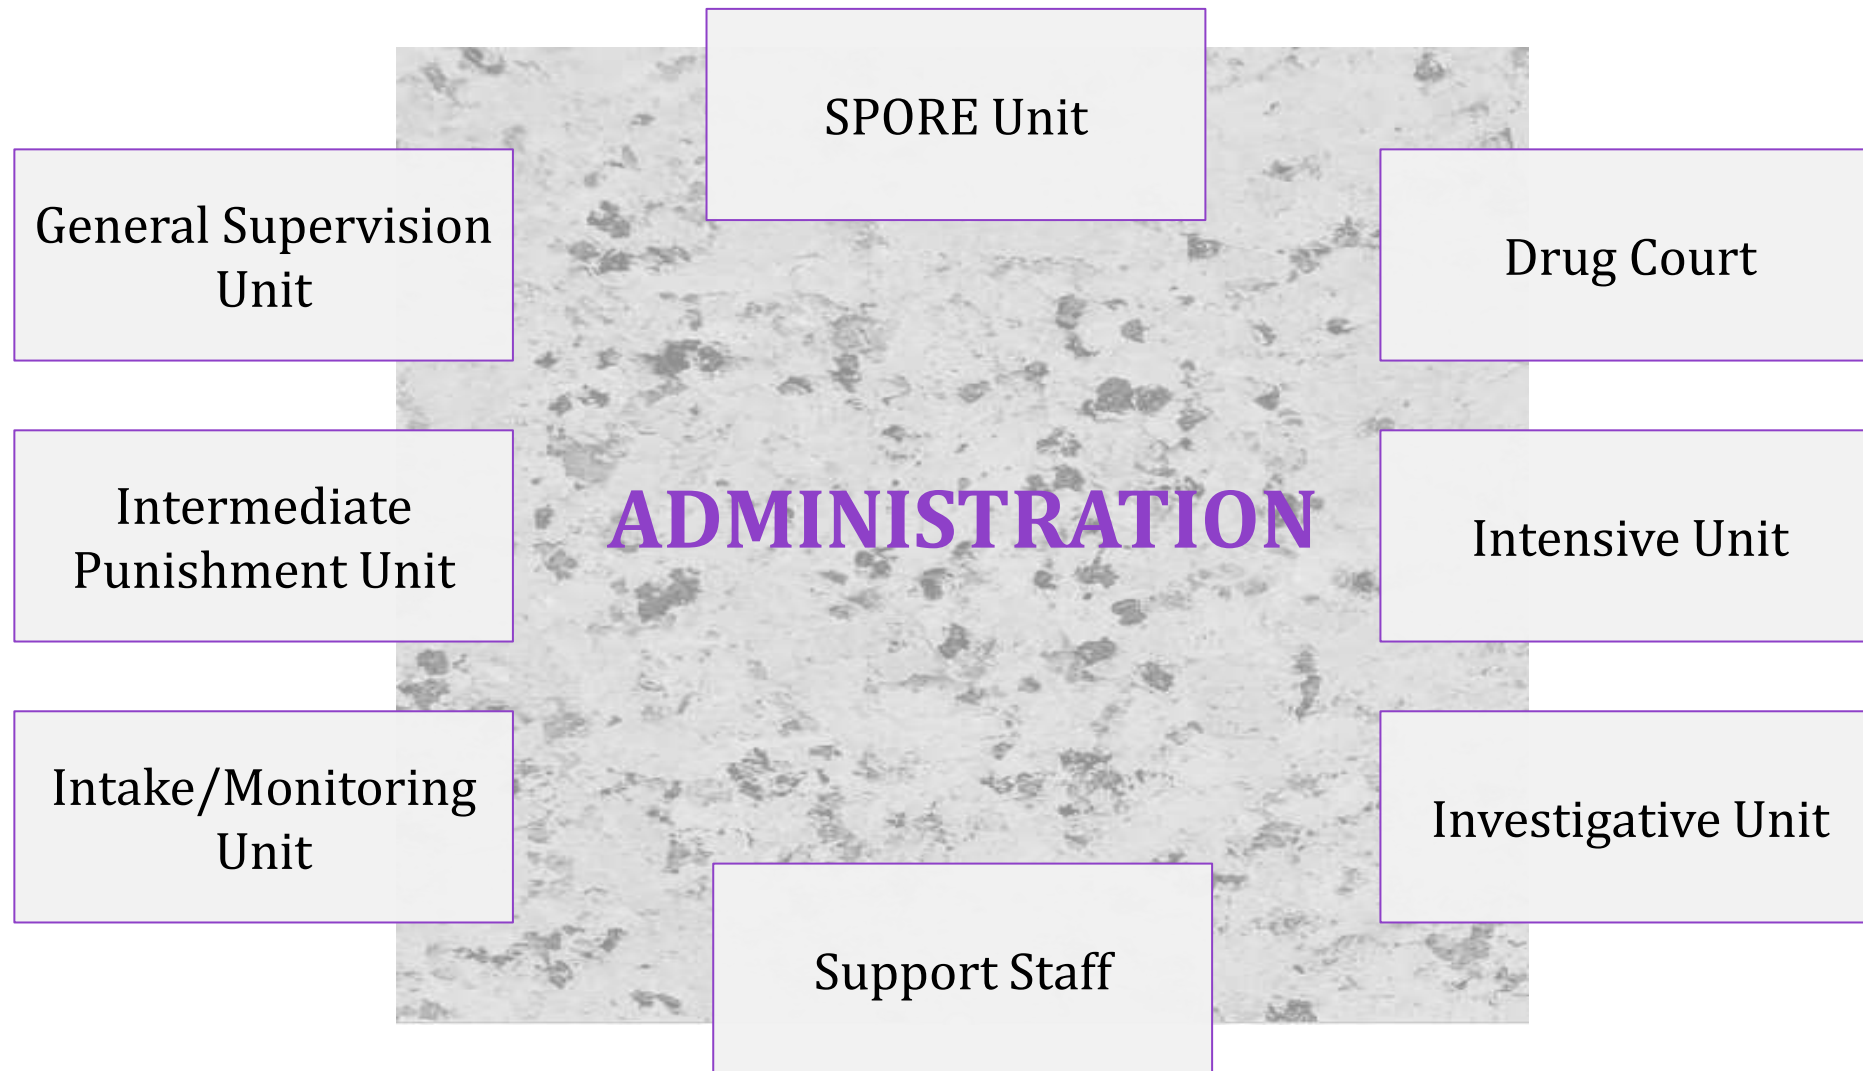 SPORE Unit
General Supervision
Unit
Drug Court
Intermediate
Punishment Unit
ADMINISTRATION
Intensive Unit
Intake/Monitoring
Unit
Investigative Unit
Support Staff